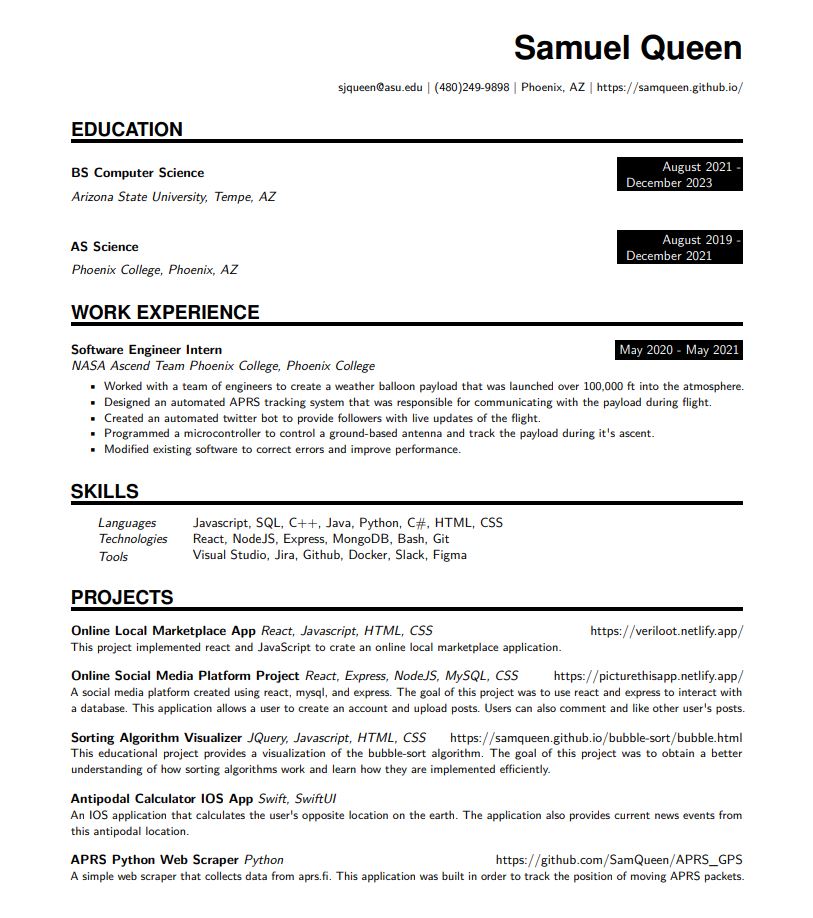 Samuel Queen
sjqueen@asu.edu | (480)249-9898 | Phoenix, AZ | https://samqueen.github.io/
EDUCATION
BS Computer Science August 2021 -
December 2023
Arizona State University, Tempe, AZ
AS Science August 2019 -
December 2021
Phoenix College, Phoenix, AZ
WORK EXPERIENCE
Software Engineer Intern May 2020 - May 2021
NASA Ascend Team Phoenix College, Phoenix College
▪ Worked with a team of engineers to create a weather balloon payload that was launched over 100,000 ft into the atmosphere.
▪ Designed an automated APRS tracking system that was responsible for communicating with the payload during flight.
▪ Created an automated twitter bot to provide followers with live updates of the flight.
▪ Programmed a microcontroller to control a ground-based antenna and track the payload during it's ascent.
▪ Modified existing software to correct errors and improve performance.
SKILLS
Languages Javascript, SQL, C++, Java, Python, C#, HTML, CSS
Technologies React, NodeJS, Express, MongoDB, Bash, Git
Tools Visual Studio, Jira, Github, Docker, Slack, Figma
PROJECTS
Online Local Marketplace App React, Javascript, HTML, CSS https://veriloot.netlify.app/
This project implemented react and JavaScript to crate an online local marketplace application.
Online Social Media Platform Project React, Express, NodeJS, MySQL, CSS https://picturethisapp.netlify.app/
A social media platform created using react, mysql, and express. The goal of this project was to use react and express to interact with
a database. This application allows a user to create an account and upload posts. Users can also comment and like other user's posts.
Sorting Algorithm Visualizer JQuery, Javascript, HTML, CSS https://samqueen.github.io/bubble-sort/bubble.html
This educational project provides a visualization of the bubble-sort algorithm. The goal of this project was to obtain a better
understanding of how sorting algorithms work and learn how they are implemented efficiently.
Antipodal Calculator IOS App Swift, SwiftUI
An IOS application that calculates the user's opposite location on the earth. The application also provides current news events from
this antipodal location.
APRS Python Web Scraper Python https://github.com/SamQueen/APRS_GPS
A simple web scraper that collects data from aprs.fi. This application was built in order to track the position of moving APRS packets.